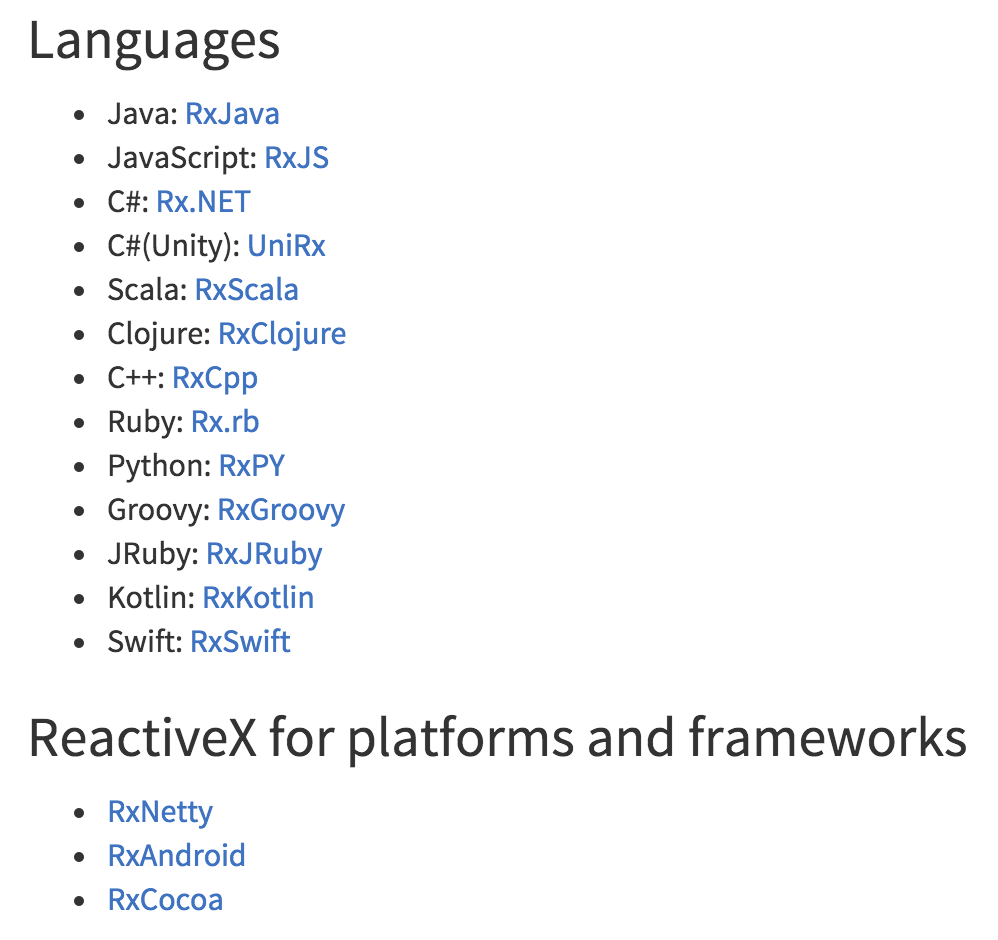 Languages
Java: RxJava
JavaScript: RxJS
C#: Rx.NET
C#(Unity): UniRx
Scala: RxScala
Clojure: RxClojure
C++: RxCpp
Ruby: Rx.rb
Python: RxPY
Groovy: RxGroovy
JRuby: RxJRuby
Kotlin: RxKotlin
Swift: RxSwift
ReactiveX for platforms and frameworks
RxNetty
RxAndroid
RxCocoa